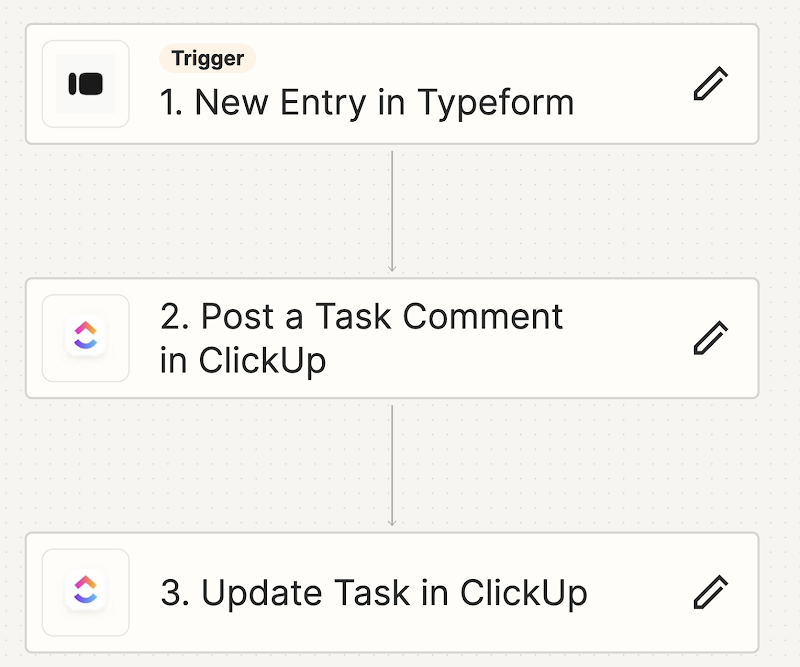 Trigger
1. New Entry in Typeform
2. Post a Task Comment
in ClickUp
3. Update Task in ClickUp